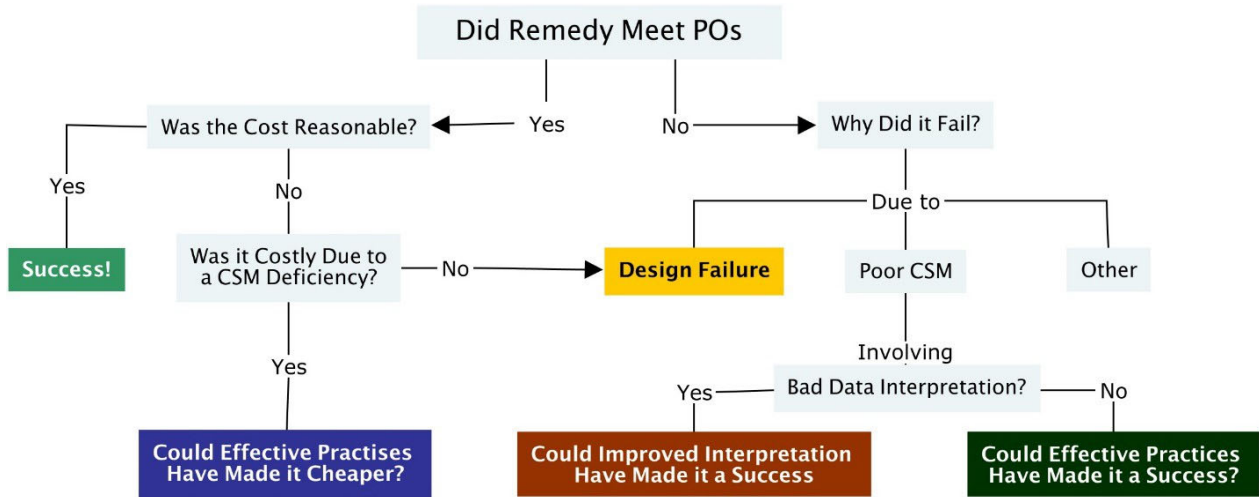 Did Remedy Meet POs
Was the Cost Reasonable?
Yes
No
Why Did it Fail?
Yes
No
Due to
Success!
Was it Costly Due to
a CSM Deficiency?
No
Design Failure
Poor CSM
Other
Yes
Involving
Bad Data Interpretation?
Yes
No
Could Effective Practises
Have Made it Cheaper?
Could Improved Interpretation
Have Made it a Success
Could Effective Practices
Have Made it a Success?